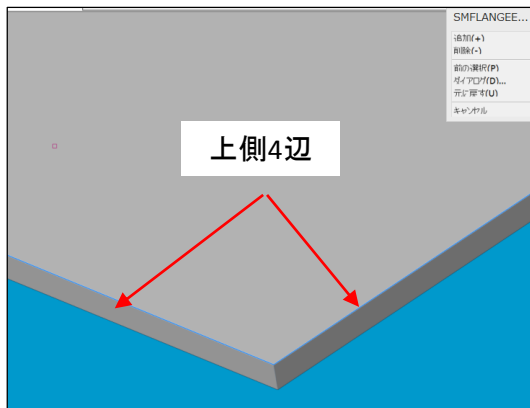 SMFLANGEE...
追加(+)
削除(-)
前の選択(P)
ダイアログ(D)...
元に戻す(U)
キャンセル
上側4辺